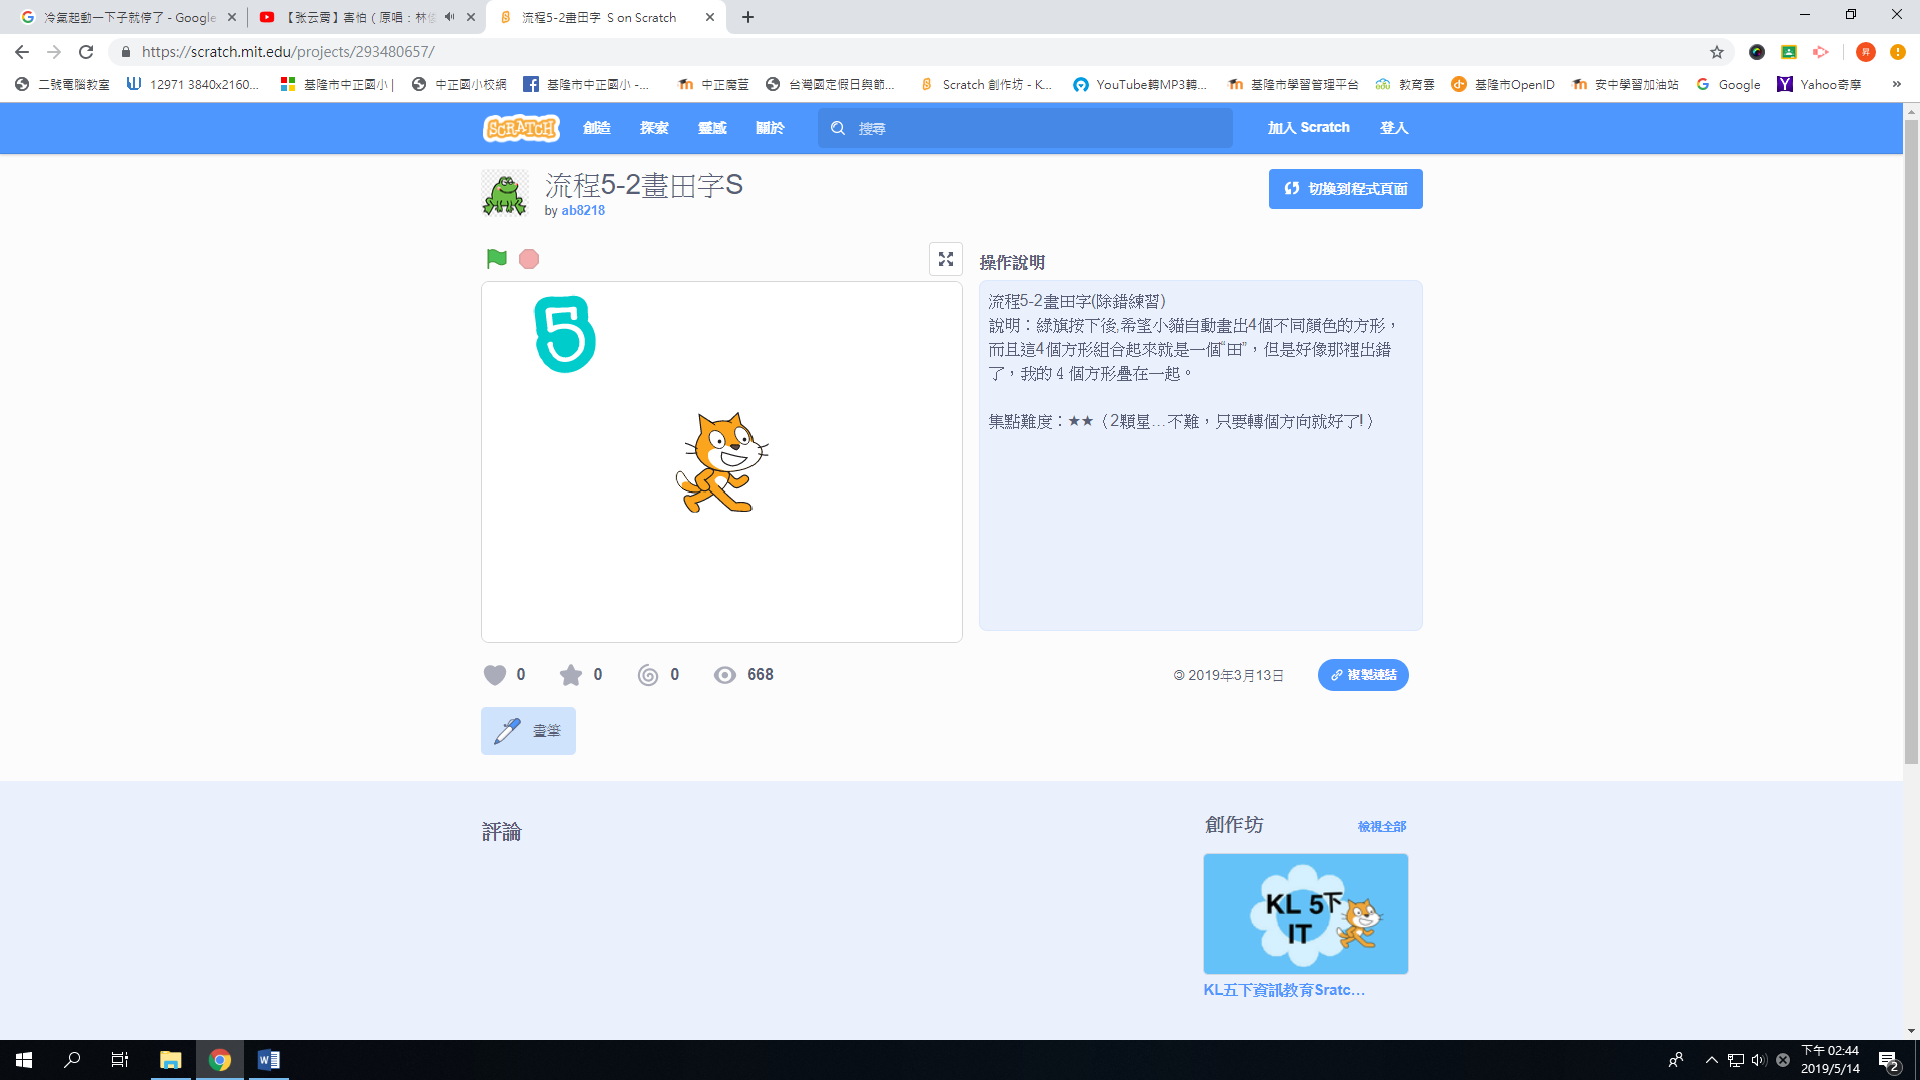 冷氣起動一下子就停了 - Google
【张云霄】害怕（原唱：林俊
流程5-2畫田字 S on Scratch
https://scratch.mit.edu/projects/293480657/
二號電腦教室
12971 3840x2160...
基隆市中正國小 |
中正國小校網
基隆市中正國小 -...
中正魔荳
台灣國定假日與節...
Scratch 創作坊 - K...
YouTube轉MP3轉...
基隆市學習管理平台
教育雲
基隆市OpenID
安中學習加油站
Google
Yahoo奇摩
»
SCRATCH
創造
探索
靈感
關於
搜尋
加入 Scratch
登入
流程5-2畫田字S
by ab8218
切換到程式頁面
5
操作說明
流程5-2畫田字(除錯練習)
說明：綠旗按下後,希望小貓自動畫出4個不同顏色的方形，
而且這4個方形組合起來就是一個“田”，但是好像那裡出錯
了，我的 4 個方形疊在一起。
集點難度：★★（2顆星…不難，只要轉個方向就好了!）
0
0
0
668
© 2019年3月13日
複製連結
畫筆
評論
創作坊
檢視全部
KL 5下
IT
KL五下資訊教育Sratc...
下午 02:44
2019/5/14
2